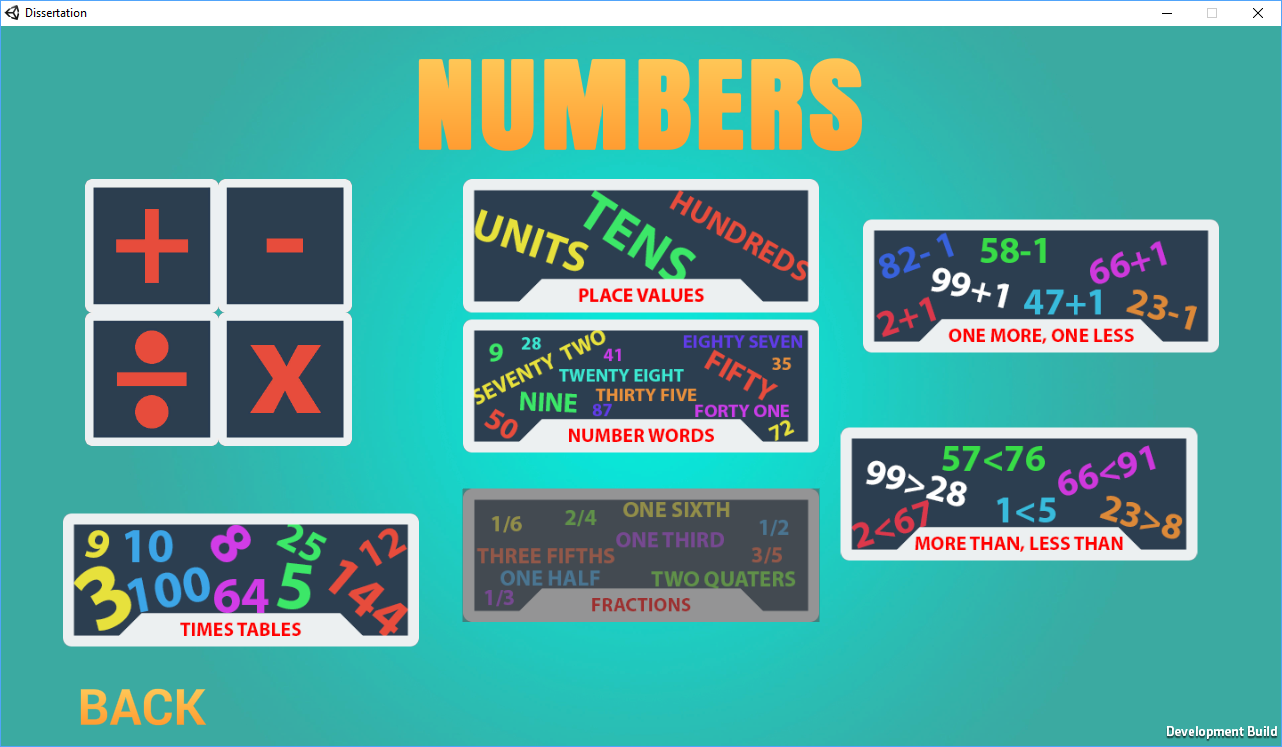 Dissertation
NUMBERS
+ -
÷ x
UNITS TENS HUNDREDS
PLACE VALUES
9 28 SEVENTY TWO 41 EIGHTY SEVEN
TWENTY EIGHT FIFTY 35
NINE THIRTY FIVE
50 87 FORTY ONE 72
NUMBER WORDS
1/6 2/4 ONE SIXTH 1/2
ONE THIRD
THREE FIFTHS 3/5
ONE HALF TWO QUATERS
1/3
FRACTIONS
82-1 58-1 66+1
99+1
2+1 47+1 23-1
ONE MORE, ONE LESS
57<76
99>28 66<91
2<67 1<5 23>8
MORE THAN, LESS THAN
9 10 8 25 12
3 100 64 5 144
TIMES TABLES
BACK
Development Build